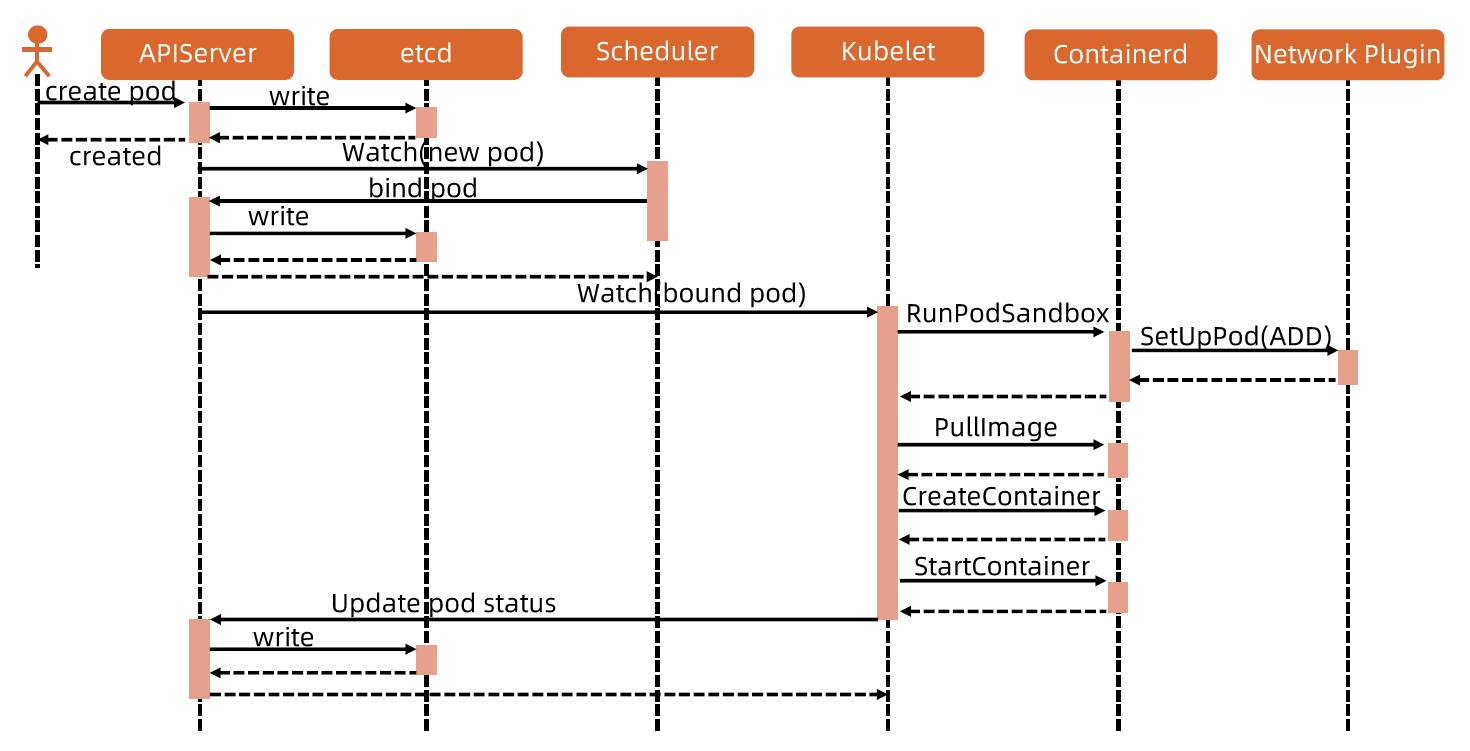 APIServer
etcd
Scheduler
Kubelet
Containerd
Network Plugin
create pod
write
created
Watch(new pod)
bind pod
write
Watch(bound pod)
RunPodSandbox
SetUpPod(ADD)
PullImage
CreateContainer
StartContainer
Update pod status
write